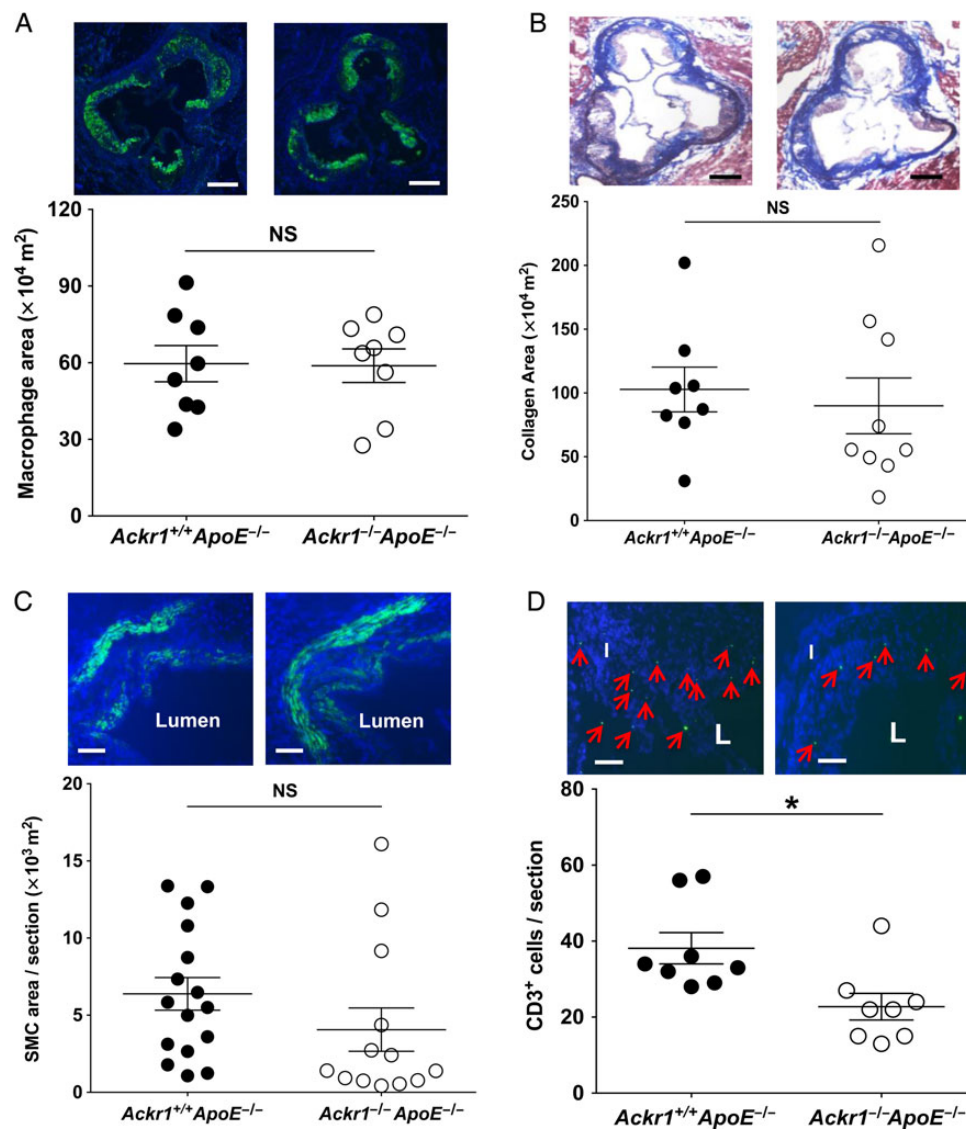 A
120
90
60
30
0
Macrophage area (× 10⁴ m²)
NS
Ackr1⁺/⁺ApoE⁻/⁻
Ackr1⁻/⁻ApoE⁻/⁻
B
250
200
150
100
50
0
Collagen Area (×10⁴ m²)
NS
Ackr1⁺/⁺ApoE⁻/⁻
Ackr1⁻/⁻ApoE⁻/⁻
C
Lumen
Lumen
20
15
10
5
0
SMC area / section (×10³ m²)
NS
Ackr1⁺/⁺ApoE⁻/⁻
Ackr1⁻/⁻ ApoE⁻/⁻
D
I
L
I
L
80
60
40
20
0
CD3⁺ cells / section
*
Ackr1⁺/⁺ApoE⁻/⁻
Ackr1⁻/⁻ApoE⁻/⁻